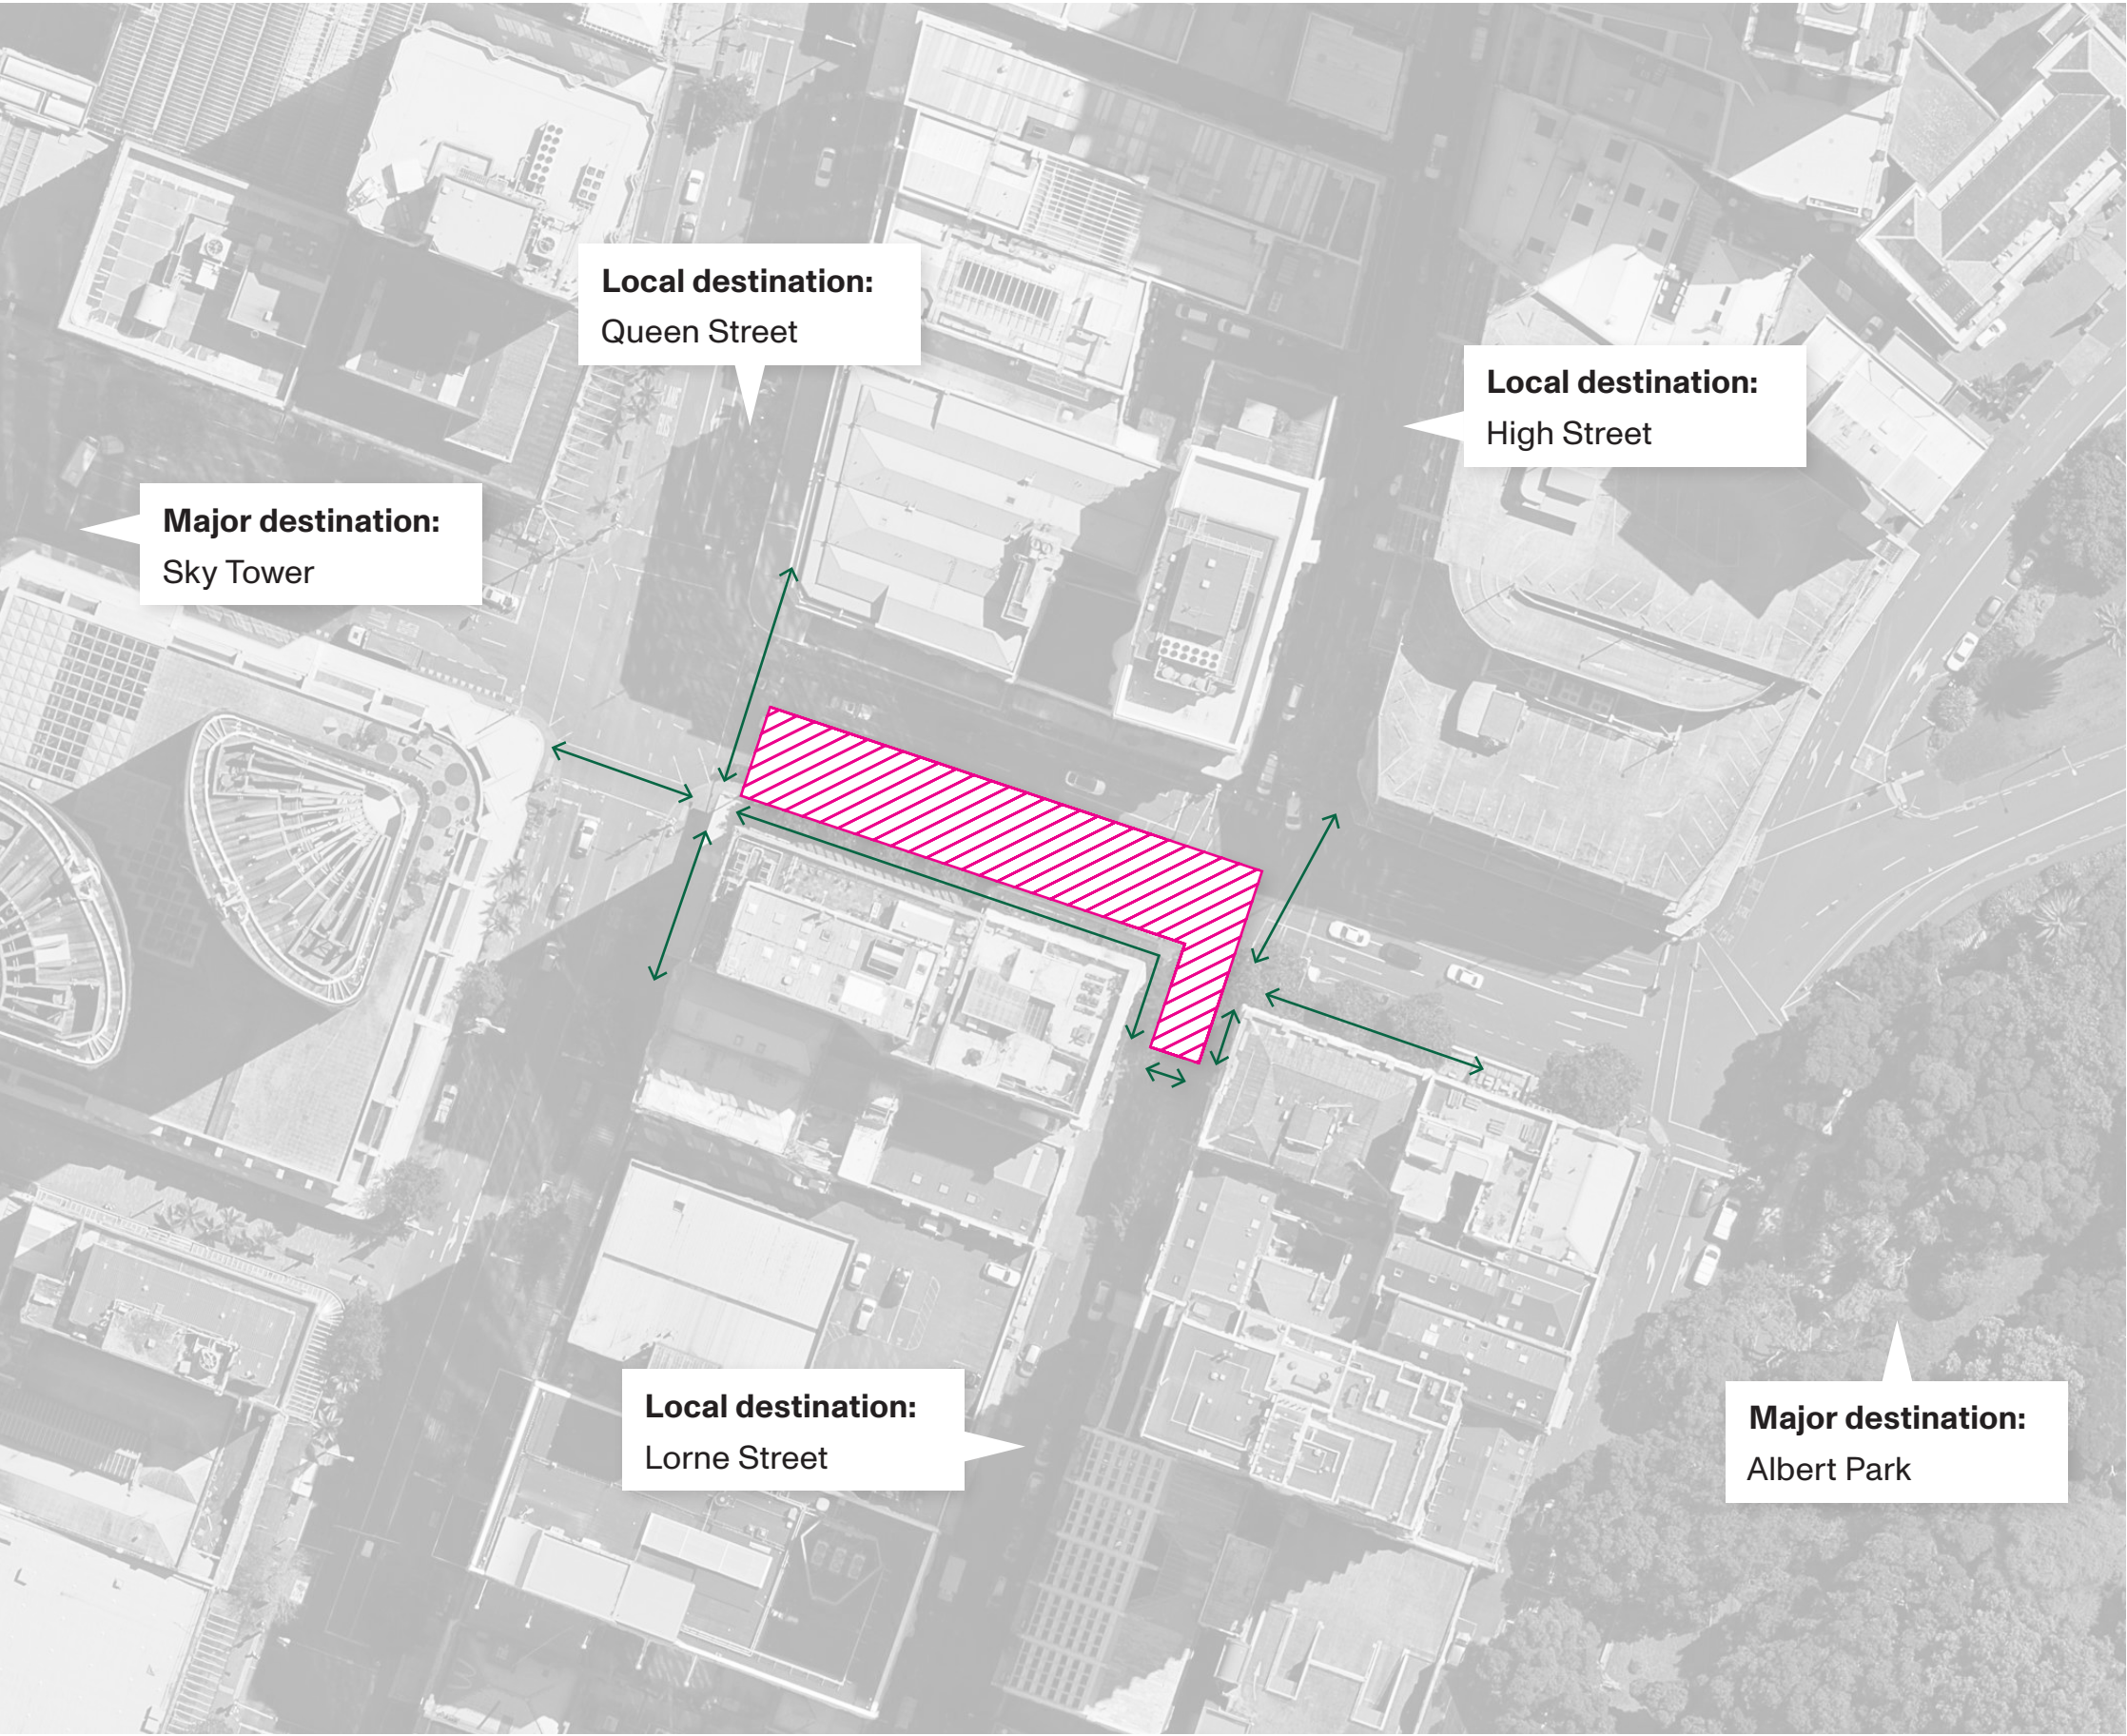 Local destination:
Queen Street
Local destination:
High Street
Major destination:
Sky Tower
Local destination:
Lorne Street
Major destination:
Albert Park